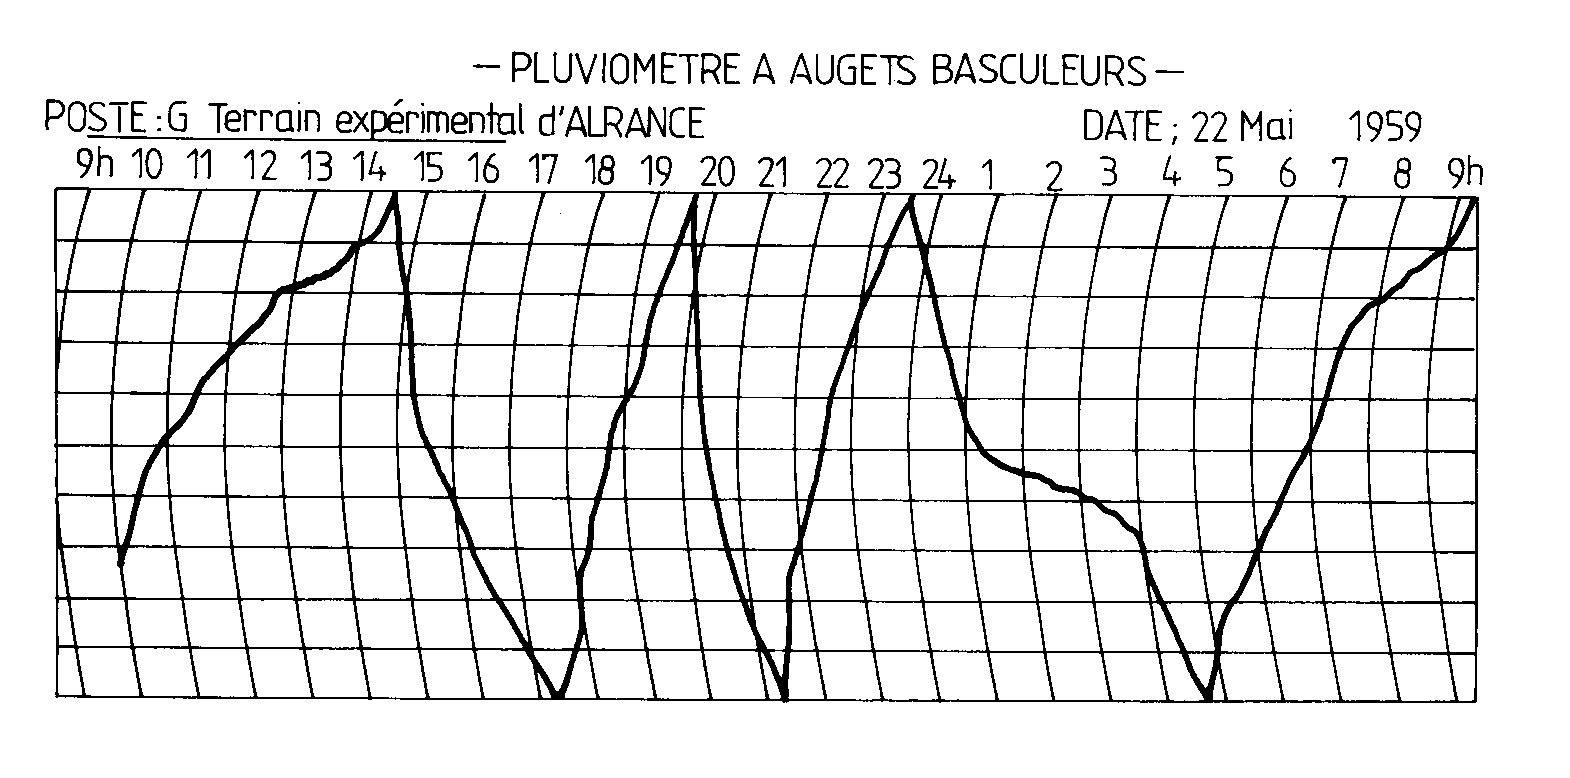 — PLUVIOMETRE A AUGETS BASCULEURS —
POSTE : G Terrain expérimental d'ALRANCE DATE ; 22 Mai 1959
9h 10 11 12 13 14 15 16 17 18 19 20 21 22 23 24 1 2 3 4 5 6 7 8 9h